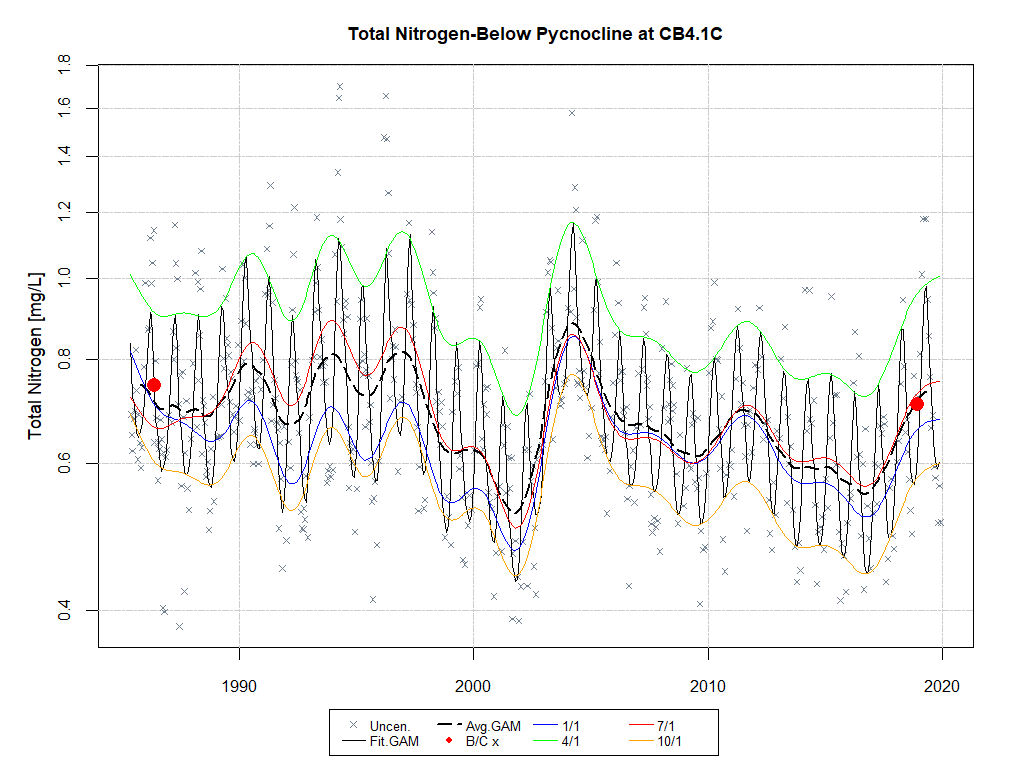 Total Nitrogen-Below Pycnocline at CB4.1C
Total Nitrogen [mg/L]
1.8
1.6
1.4
1.2
1.0
0.8
0.6
0.4
1990 2000 2010 2020
Uncen. Avg.GAM 1/1 7/1
Fit.GAM B/C x 4/1 10/1